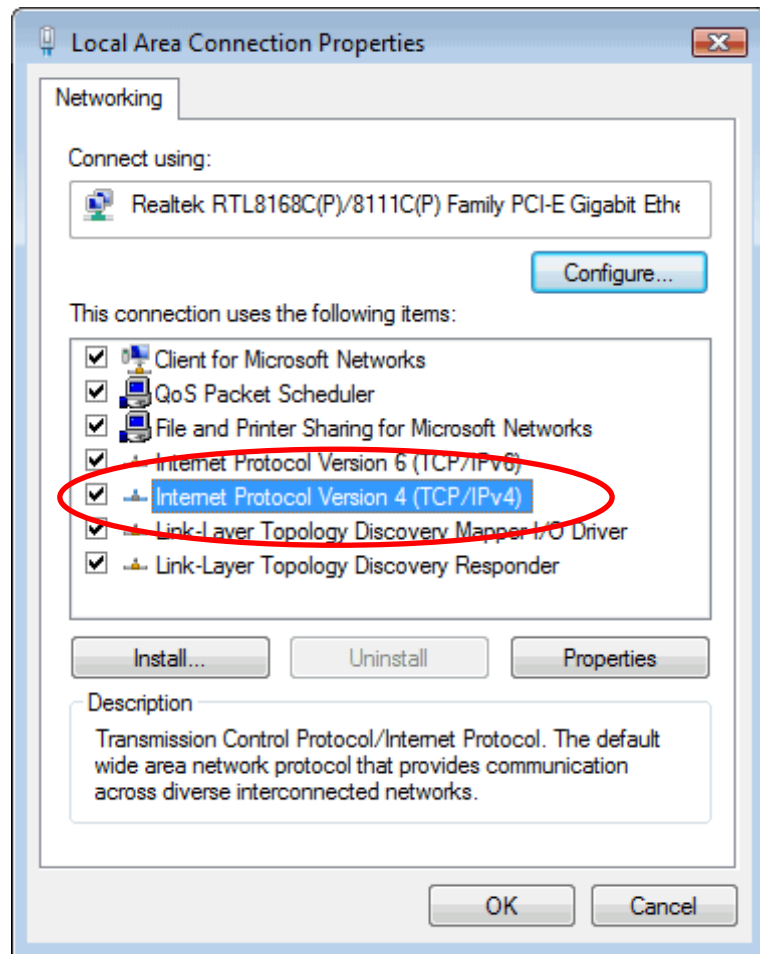 Local Area Connection Properties
Networking
Connect using:
Realtek RTL8168C(P)/8111C(P) Family PCI-E Gigabit Ethe
Configure...
This connection uses the following items:
Client for Microsoft Networks
QoS Packet Scheduler
File and Printer Sharing for Microsoft Networks
Internet Protocol Version 6 (TCP/IPv6)
Internet Protocol Version 4 (TCP/IPv4)
Link-Layer Topology Discovery Mapper I/O Driver
Link-Layer Topology Discovery Responder
Install... Uninstall Properties
Description
Transmission Control Protocol/Internet Protocol. The default
wide area network protocol that provides communication
across diverse interconnected networks.
OK Cancel